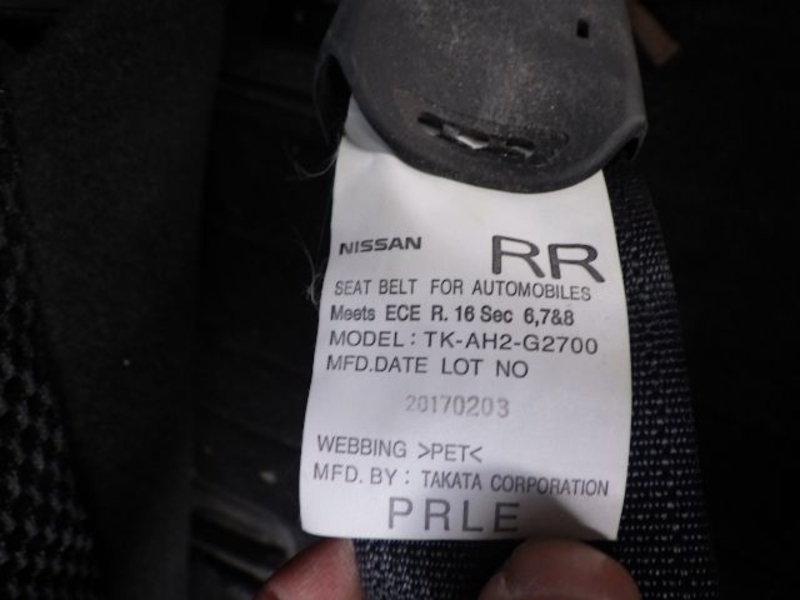 NISSAN RR
SEAT BELT FOR AUTOMOBILES
Meets ECE R. 16 Sec 6,7&8
MODEL : TK-AH2-G2700
MFD.DATE LOT NO
20170203
WEBBING >PET<
MFD. BY : TAKATA CORPORATION
PRLE